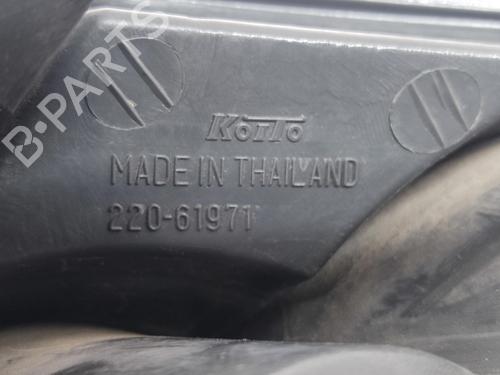 B-PARTS
KOITO
MADE IN THAILAND
220-61971